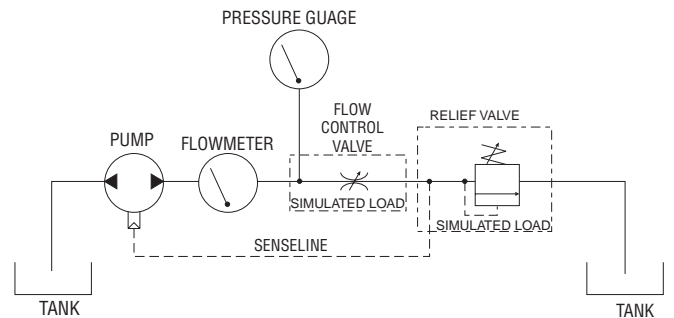 PRESSURE GUAGE
FLOW
CONTROL
VALVE
RELIEF VALVE
PUMP
FLOWMETER
SIMULATED LOAD
SIMULATED LOAD
SENSELINE
TANK
TANK